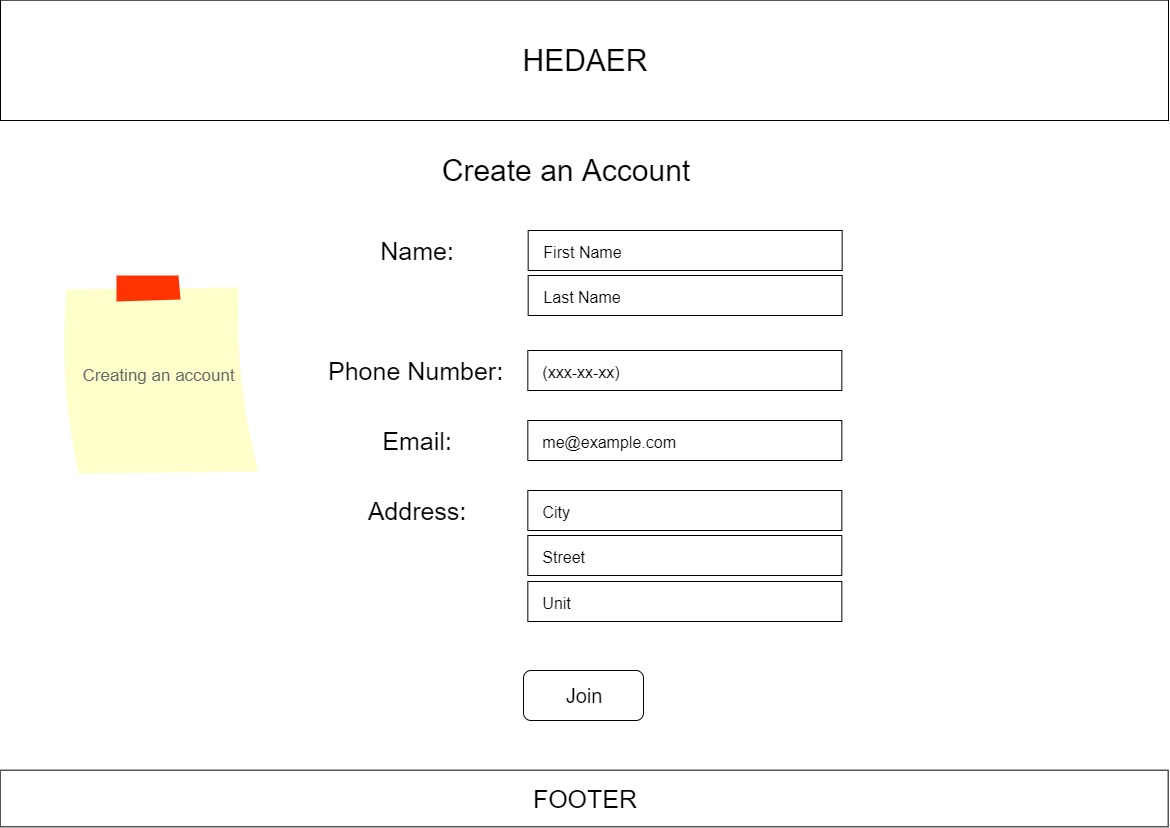 HEDAER
Create an Account
Name:
First Name
Last Name
Creating an account
Phone Number:
(xxx-xx-xx)
Email:
me@example.com
Address:
City
Street
Unit
Join
FOOTER